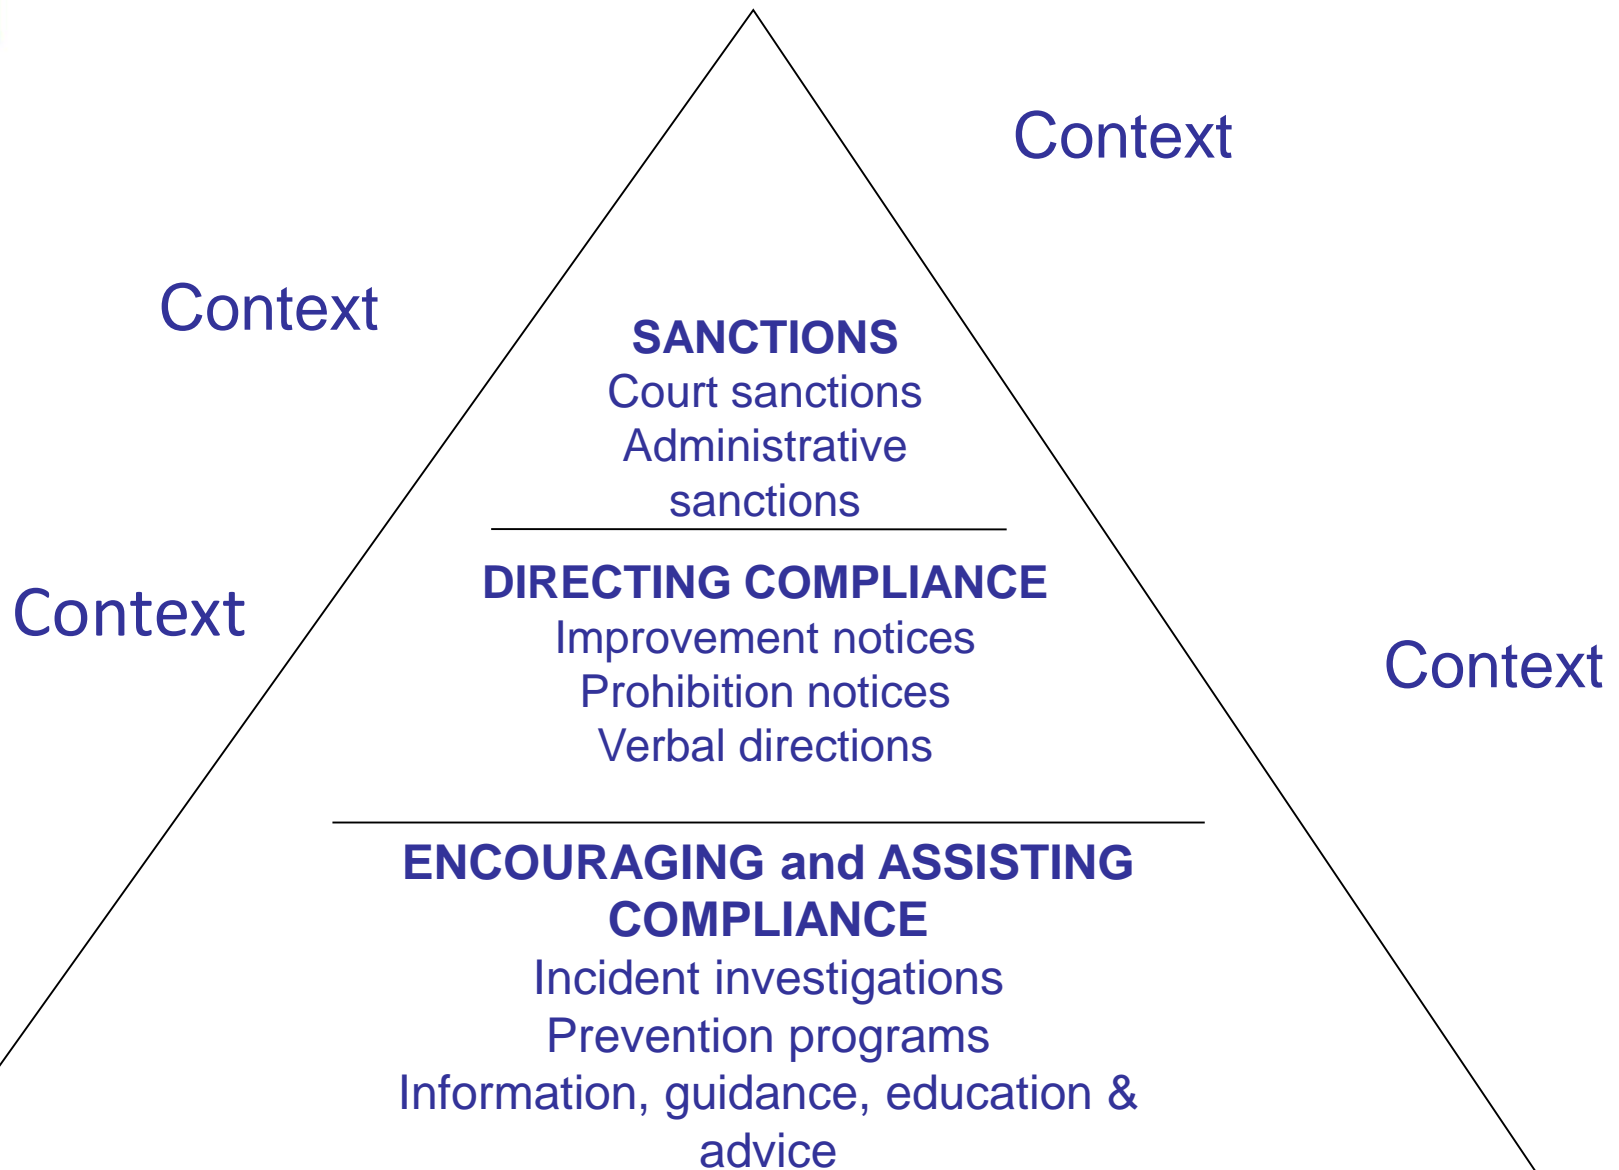 Context
Context
SANCTIONS
Court sanctions
Administrative
sanctions
DIRECTING COMPLIANCE
Context
Improvement notices
Context
Prohibition notices
Verbal directions
ENCOURAGING and ASSISTING
COMPLIANCE
Incident investigations
Prevention programs
Information, guidance, education &
advice